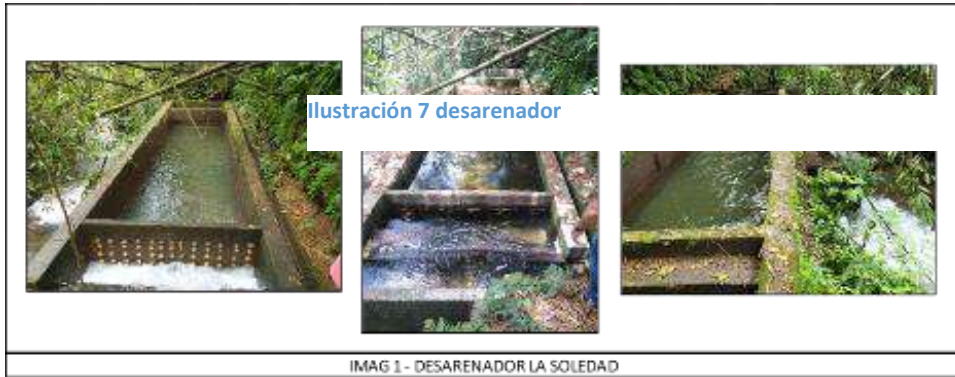 Ilustración 7 desarenador
IMAG 1 - DESARENADOR LA SOLEDAD